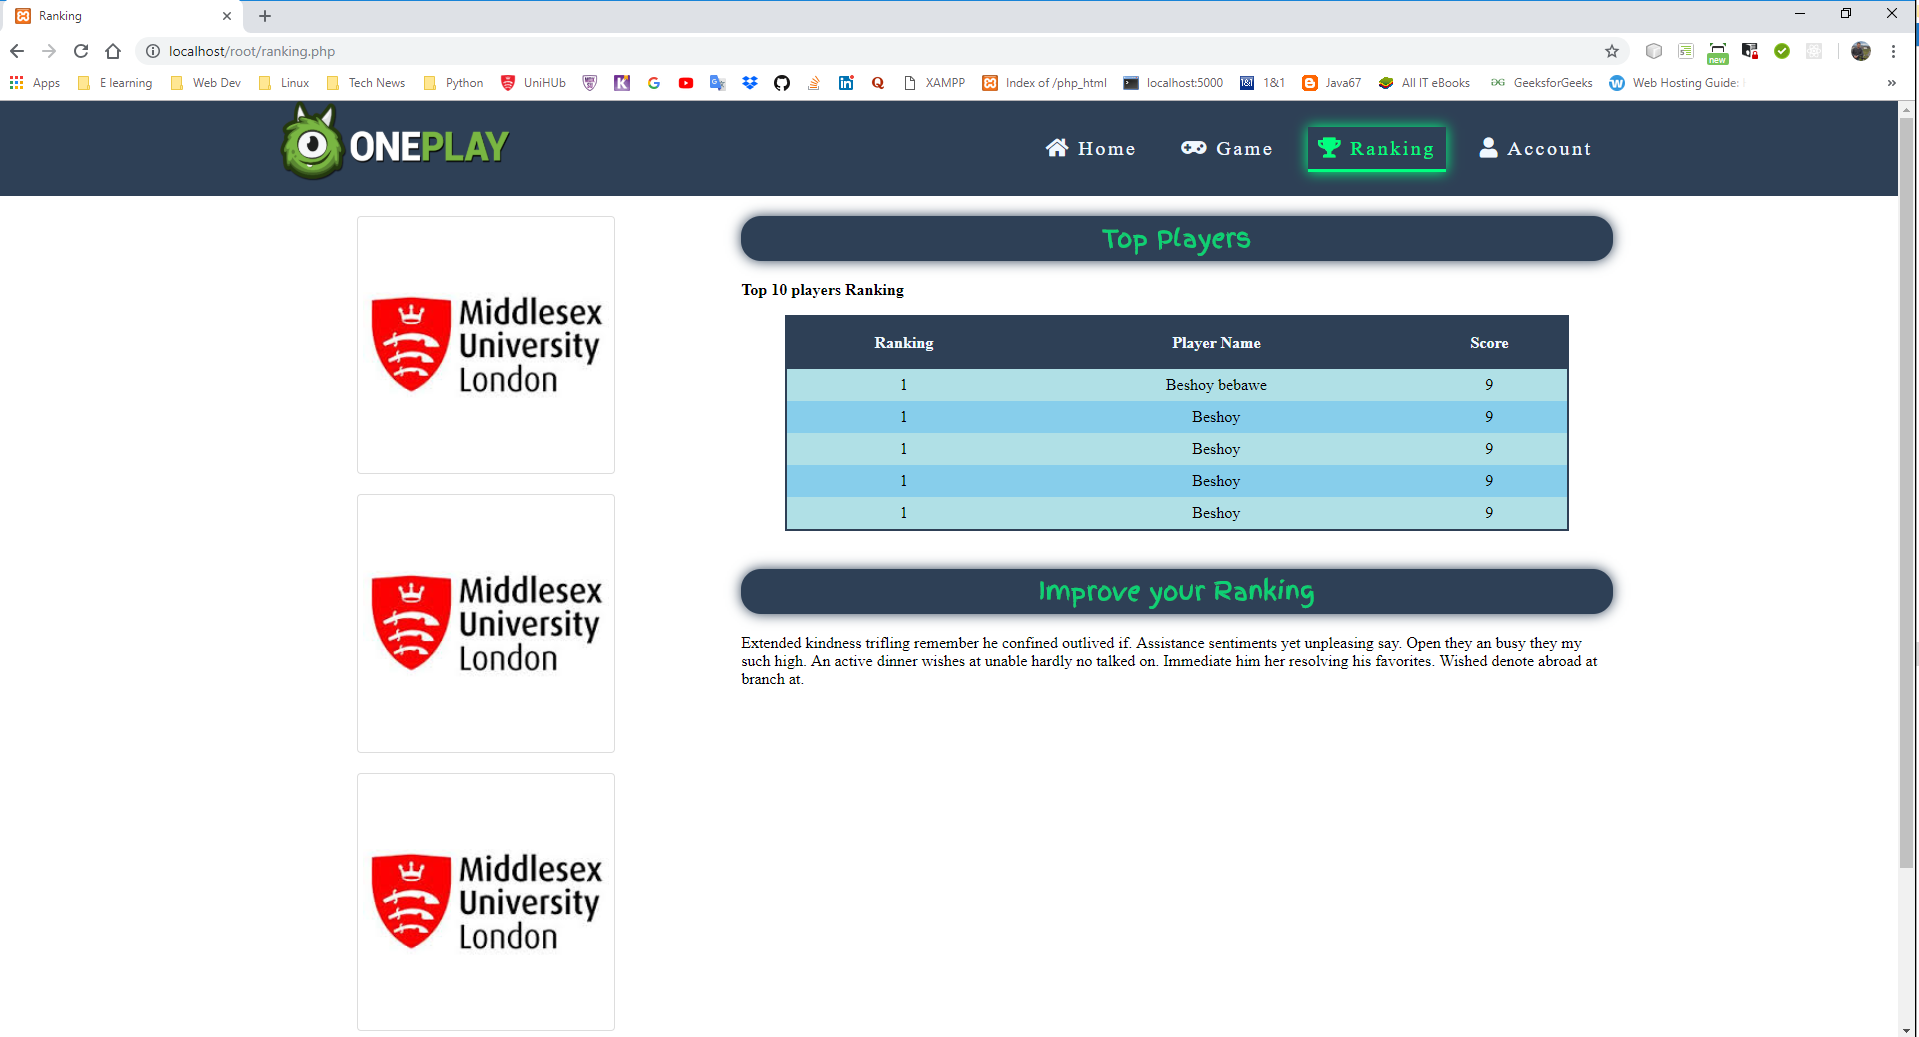 Ranking
localhost/root/ranking.php
new
Apps E learning Web Dev Linux Tech News Python UniHUb XAMPP Index of /php_html localhost:5000 1&1 Java67 All IT eBooks GeeksforGeeks Web Hosting Guide:
ONEPLAY
Home Game Ranking Account
Middlesex
University
London
Middlesex
University
London
Middlesex
University
London
Top Players
Top 10 players Ranking
Ranking Player Name Score
1 Beshoy bebawe 9
1 Beshoy 9
1 Beshoy 9
1 Beshoy 9
1 Beshoy 9
Improve your Ranking
Extended kindness trifling remember he confined outlived if. Assistance sentiments yet unpleasing say. Open they an busy they my
such high. An active dinner wishes at unable hardly no talked on. Immediate him her resolving his favorites. Wished denote abroad at
branch at.